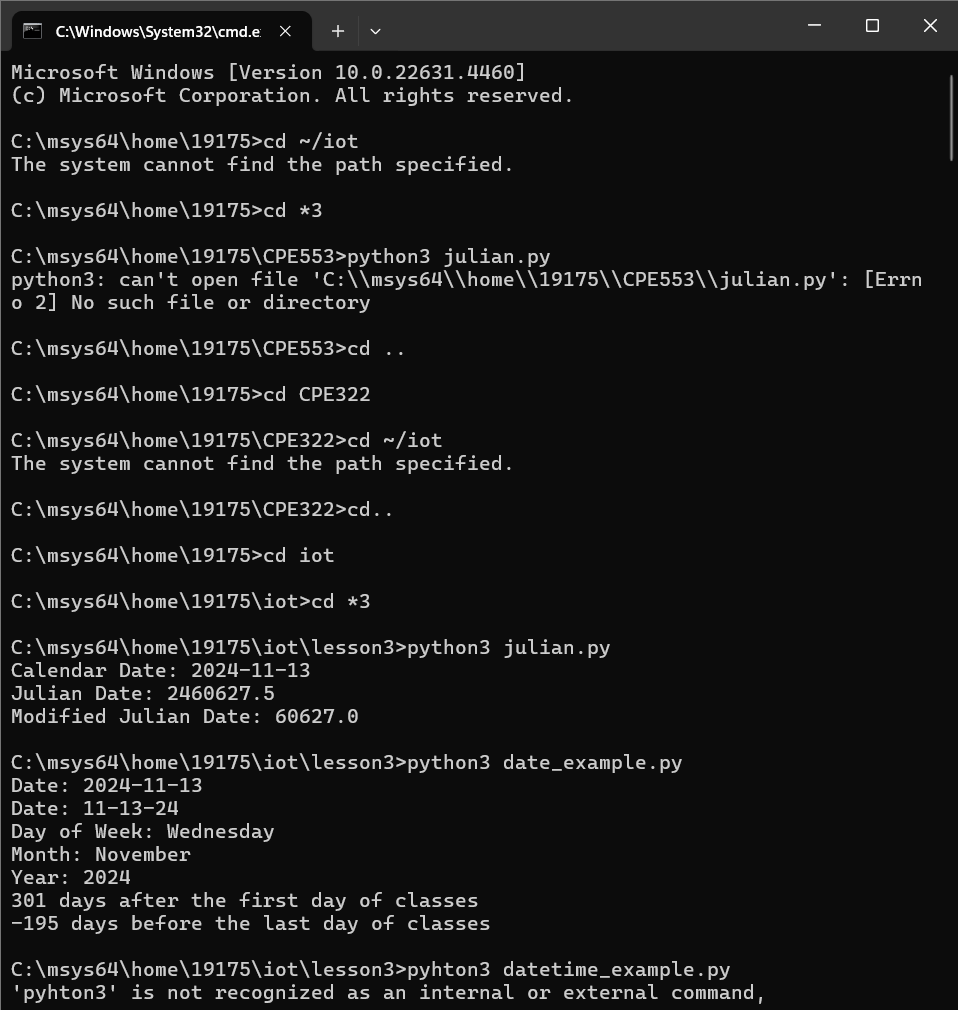 C:\Windows\System32\cmd.e
Microsoft Windows [Version 10.0.22631.4460]
(c) Microsoft Corporation. All rights reserved.
C:\msys64\home\19175>cd ~/iot
The system cannot find the path specified.
C:\msys64\home\19175>cd *3
C:\msys64\home\19175\CPE553>python3 julian.py
python3: can't open file 'C:\\msys64\\home\\19175\\CPE553\\julian.py': [Errn
o 2] No such file or directory
C:\msys64\home\19175\CPE553>cd ..
C:\msys64\home\19175>cd CPE322
C:\msys64\home\19175\CPE322>cd ~/iot
The system cannot find the path specified.
C:\msys64\home\19175\CPE322>cd..
C:\msys64\home\19175>cd iot
C:\msys64\home\19175\iot>cd *3
C:\msys64\home\19175\iot\lesson3>python3 julian.py
Calendar Date: 2024-11-13
Julian Date: 2460627.5
Modified Julian Date: 60627.0
C:\msys64\home\19175\iot\lesson3>python3 date_example.py
Date: 2024-11-13
Date: 11-13-24
Day of Week: Wednesday
Month: November
Year: 2024
301 days after the first day of classes
-195 days before the last day of classes
C:\msys64\home\19175\iot\lesson3>pyhton3 datetime_example.py
'pyhton3' is not recognized as an internal or external command,